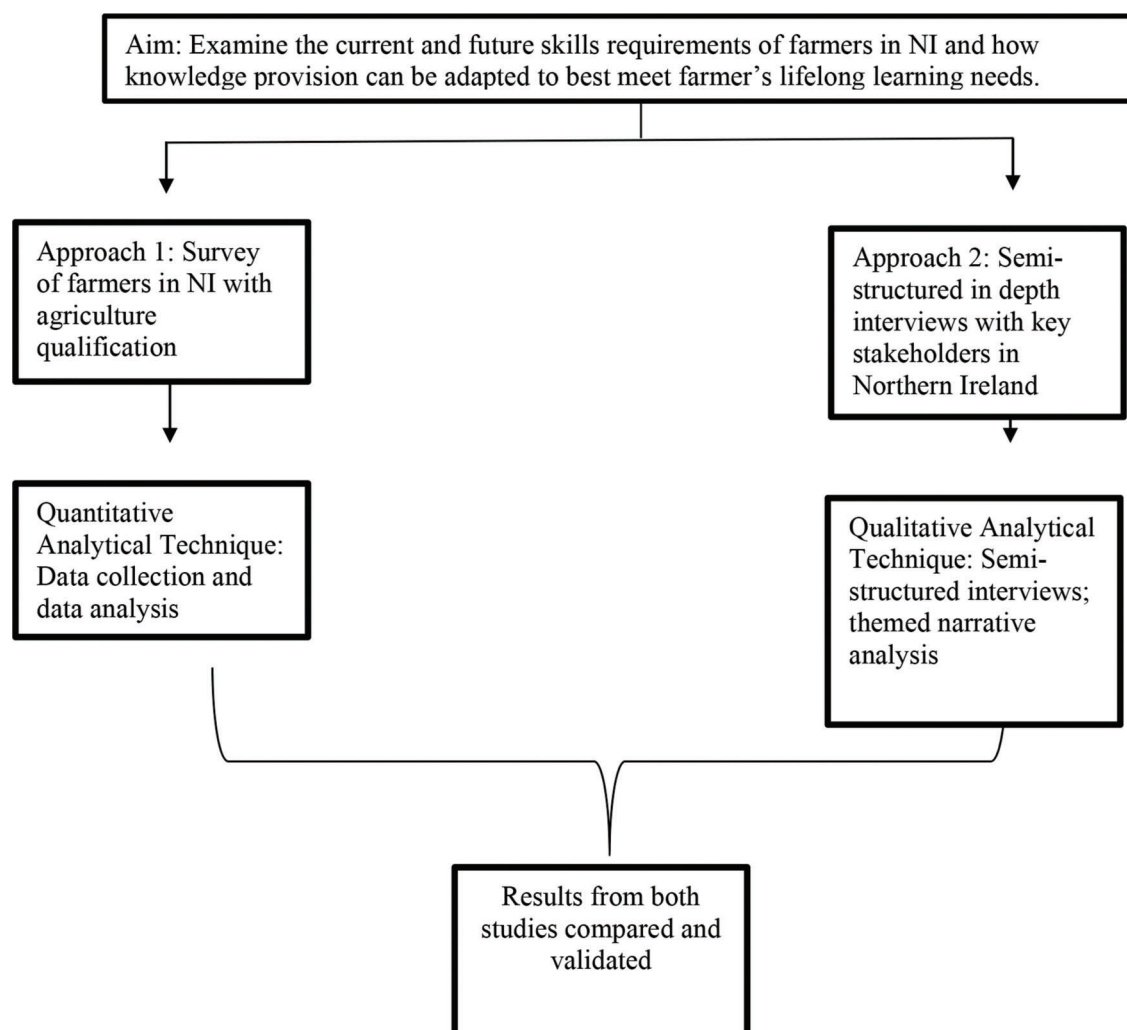 Aim: Examine the current and future skills requirements of farmers in NI and how
knowledge provision can be adapted to best meet farmer’s lifelong learning needs.
Approach 1: Survey
of farmers in NI with
agriculture
qualification
Approach 2: Semi-
structured in depth
interviews with key
stakeholders in
Northern Ireland
Quantitative
Analytical Technique:
Data collection and
data analysis
Qualitative Analytical
Technique: Semi-
structured interviews;
themed narrative
analysis
Results from both
studies compared and
validated